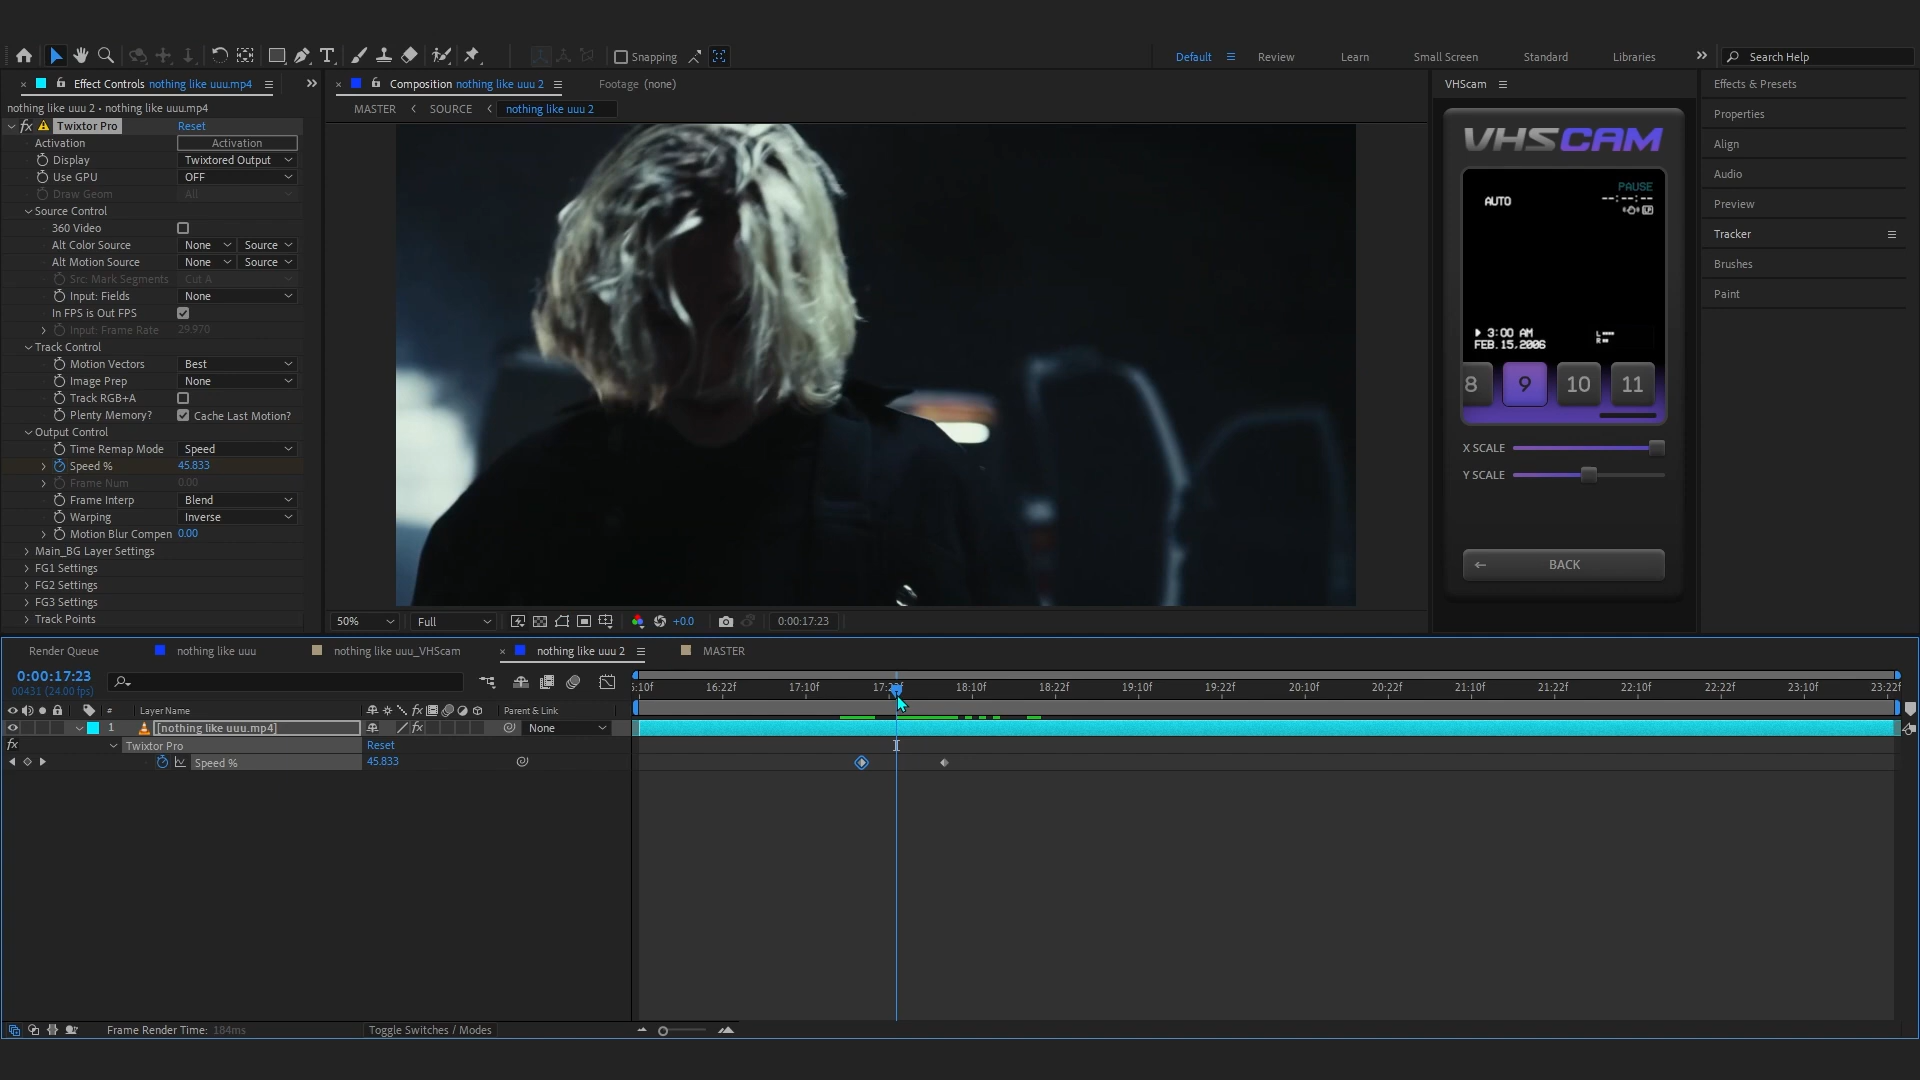 Snapping
Default
Review
Learn
Small Screen
Standard
Libraries
Search Help
Effect Controls nothing like uuu.mp4
Composition nothing like uuu 2
Footage (none)
VHScam
Effects & Presets
nothing like uuu 2 • nothing like uuu.mp4
MASTER
SOURCE
nothing like uuu 2
Properties
Align
Audio
Preview
Tracker
Brushes
Paint
fx Twixtor Pro Reset
Activation Activation
Display Twixtored Output
Use GPU OFF
Draw Geom All
Source Control
360 Video
Alt Color Source None Source
Alt Motion Source None Source
Src: Mark Segments Cut A
Input: Fields None
In FPS is Out FPS
Input: Frame Rate 29.970
Track Control
Motion Vectors Best
Image Prep None
Track RGB+A
Plenty Memory? Cache Last Motion?
Output Control
Time Remap Mode Speed
Speed % 45.833
Frame Num 0.00
Frame Interp Blend
Warping Inverse
Motion Blur Compen 0.00
Main_BG Layer Settings
FG1 Settings
FG2 Settings
FG3 Settings
Track Points
VHSCAM
PAUSE
AUTO
--:--:--
3:00 AM
FEB.15,2006
8 9 10 11
X SCALE
Y SCALE
BACK
50%
Full
+0.0
0:00:17:23
Render Queue
nothing like uuu
nothing like uuu_VHScam
nothing like uuu 2
MASTER
0:00:17:23
00431 (24.00 fps)
5:10f 16:22f 17:10f 17:22f 18:10f 18:22f 19:10f 19:22f 20:10f 20:22f 21:10f 21:22f 22:10f 22:22f 23:10f 23:22f
# Layer Name fx Parent & Link
1 [nothing like uuu.mp4] fx None
fx Twixtor Pro Reset
Speed % 45.833
Frame Render Time: 184ms
Toggle Switches / Modes